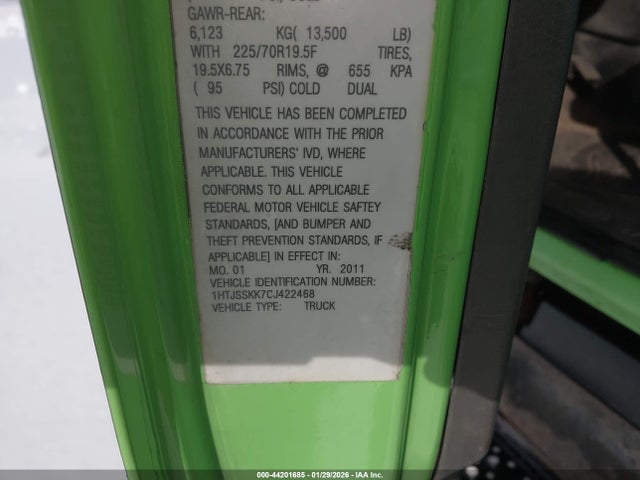 GAWR-REAR:
6,123 KG( 13,500 LB)
WITH 225/70R19.5F TIRES,
19.5X6.75 RIMS, @ 655 KPA
( 95 PSI) COLD DUAL
THIS VEHICLE HAS BEEN COMPLETED
IN ACCORDANCE WITH THE PRIOR
MANUFACTURERS' IVD, WHERE
APPLICABLE. THIS VEHICLE
CONFORMS TO ALL APPLICABLE
FEDERAL MOTOR VEHICLE SAFTEY
STANDARDS, [AND BUMPER AND
THEFT PREVENTION STANDARDS, IF
APPLICABLE] IN EFFECT IN:
MO. 01 YR. 2011
VEHICLE IDENTIFICATION NUMBER:
1HTJSSKK7CJ422468
VEHICLE TYPE: TRUCK
000-44201685 - 01/29/2026 - IAA Inc.